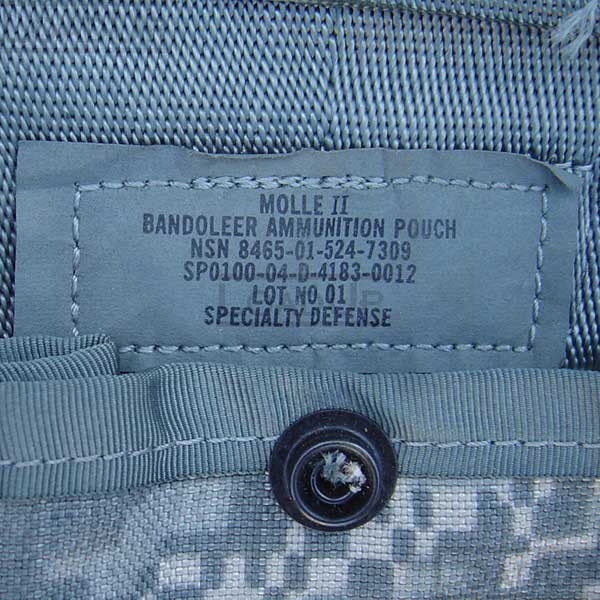 MOLLE II
BANDOLEER AMMUNITION POUCH
NSN 8465-01-524-7309
SP0100-04-D-4183-0012
LOT NO 01
SPECIALTY DEFENSE